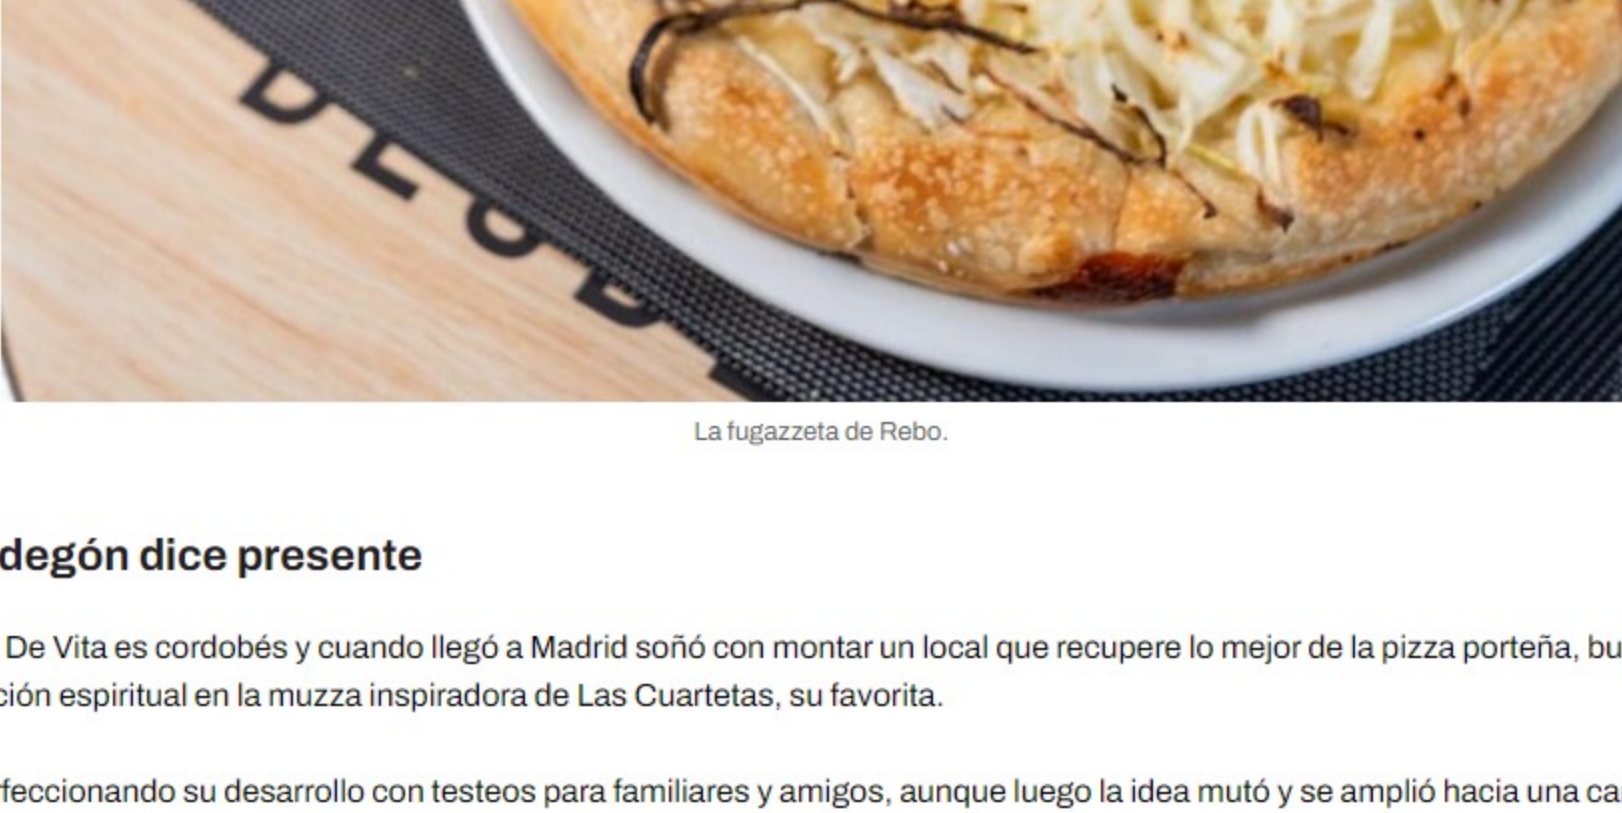 La fugazzeta de Rebo.
degón dice presente
De Vita es cordobés y cuando llegó a Madrid soñó con montar un local que recupere lo mejor de la pizza porteña, bu
ción espiritual en la muzza inspiradora de Las Cuartetas, su favorita.
rfeccionando su desarrollo con testeos para familiares y amigos, aunque luego la idea mutó y se amplió hacia una ca